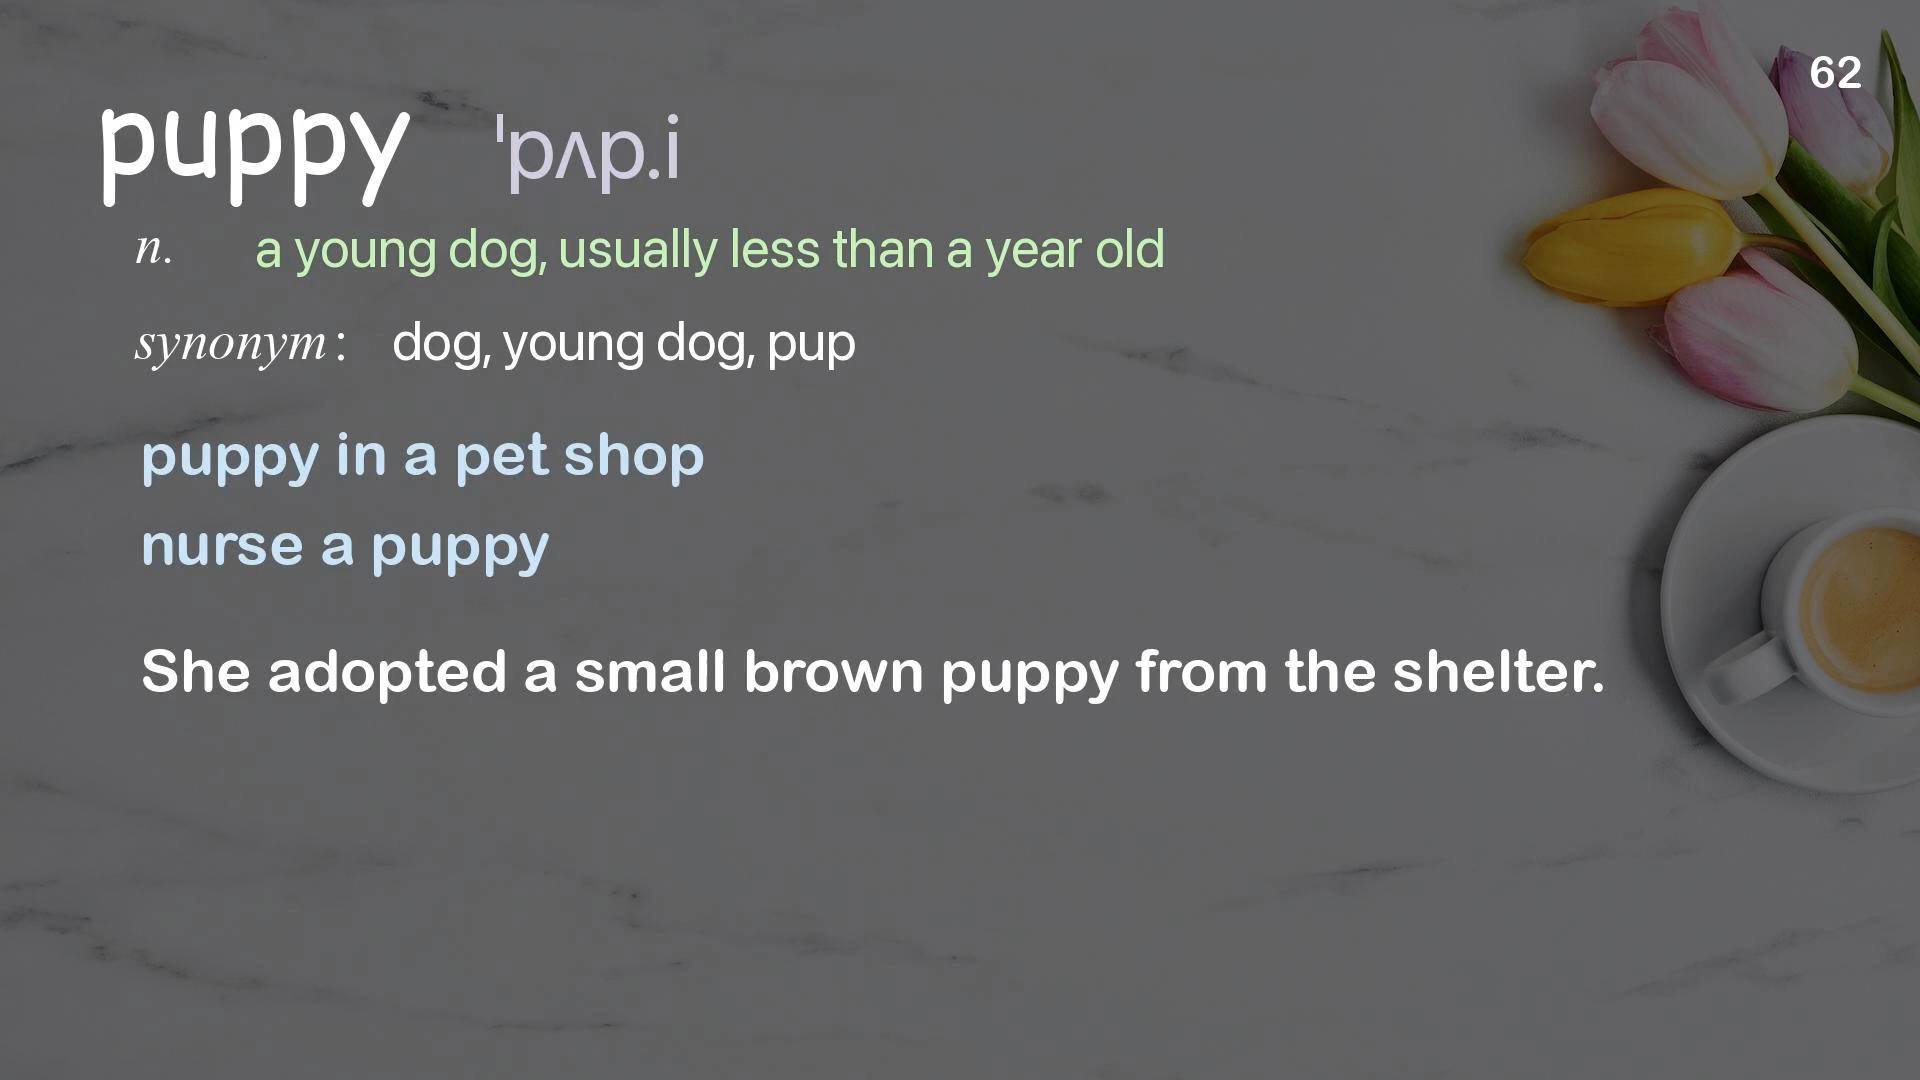 62
puppy ˈpʌp.i
n. a young dog, usually less than a year old
synonym: dog, young dog, pup
puppy in a pet shop
nurse a puppy
She adopted a small brown puppy from the shelter.